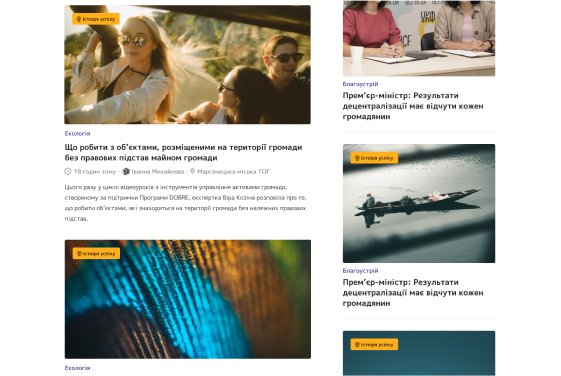 Історія успіху
Екологія
Що робити з об'єктами, розміщеними на території громади
без правових підстав майном громади
18 годин тому · Іванна Михайлова · Марганецька міська ТОГ
Цього разу у циклі відеоуроків з інструментів управління активами громади,
створеному за підтримки Програми DOBRE, експертка Віра Козіна розповіла про те,
що робити об'єктами, які знаходяться на території громади без належних правових
підстав.
Історія успіху
Екологія
УКФ
UCF
Благоустрій
Прем'єр-міністр: Результати
децентралізації має відчути кожен
громадянин
Історія успіху
Благоустрій
Прем'єр-міністр: Результати
децентралізації має відчути кожен
громадянин
Історія успіху